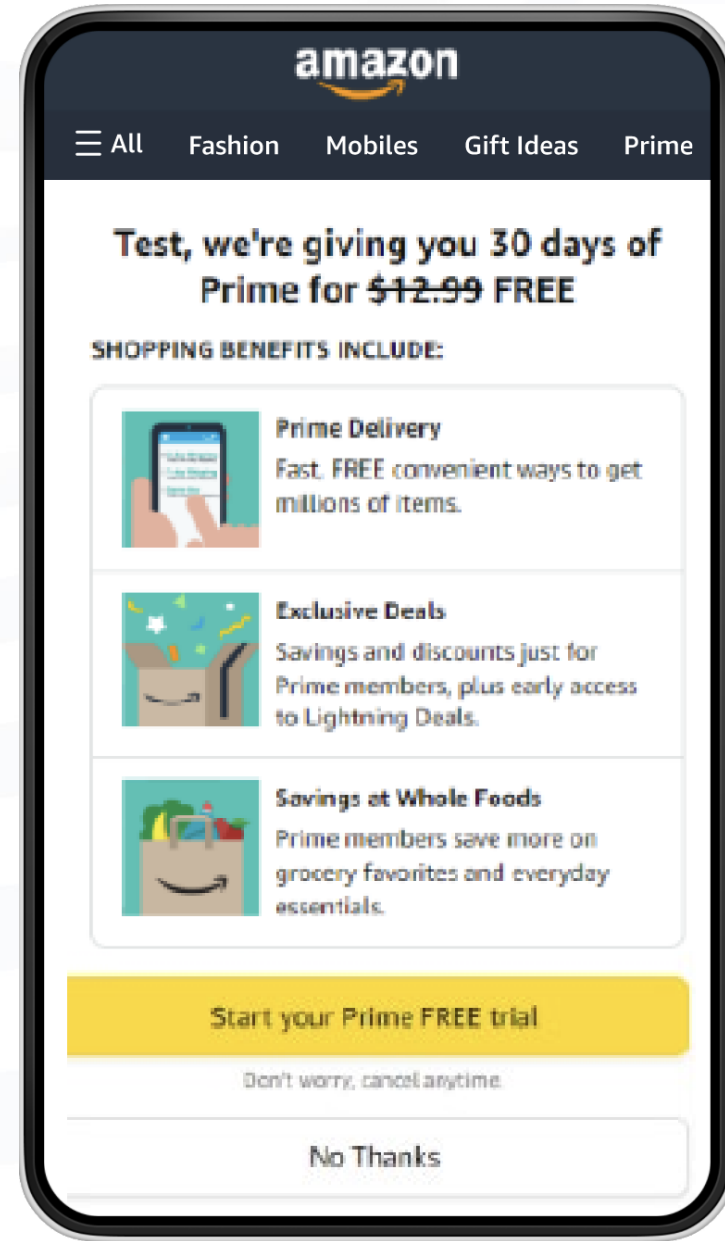 amazon
All Fashion Mobiles Gift Ideas Prime
Test, we're giving you 30 days of
Prime for $12.99 FREE
SHOPPING BENEFITS INCLUDE:
Prime Delivery
Fast, FREE convenient ways to get
millions of items.
Exclusive Deals
Savings and discounts just for
Prime members, plus early access
to Lightning Deals.
Savings at Whole Foods
Prime members save more on
grocery favorites and everyday
essentials.
Start your Prime FREE trial
Don't worry, cancel anytime
No Thanks